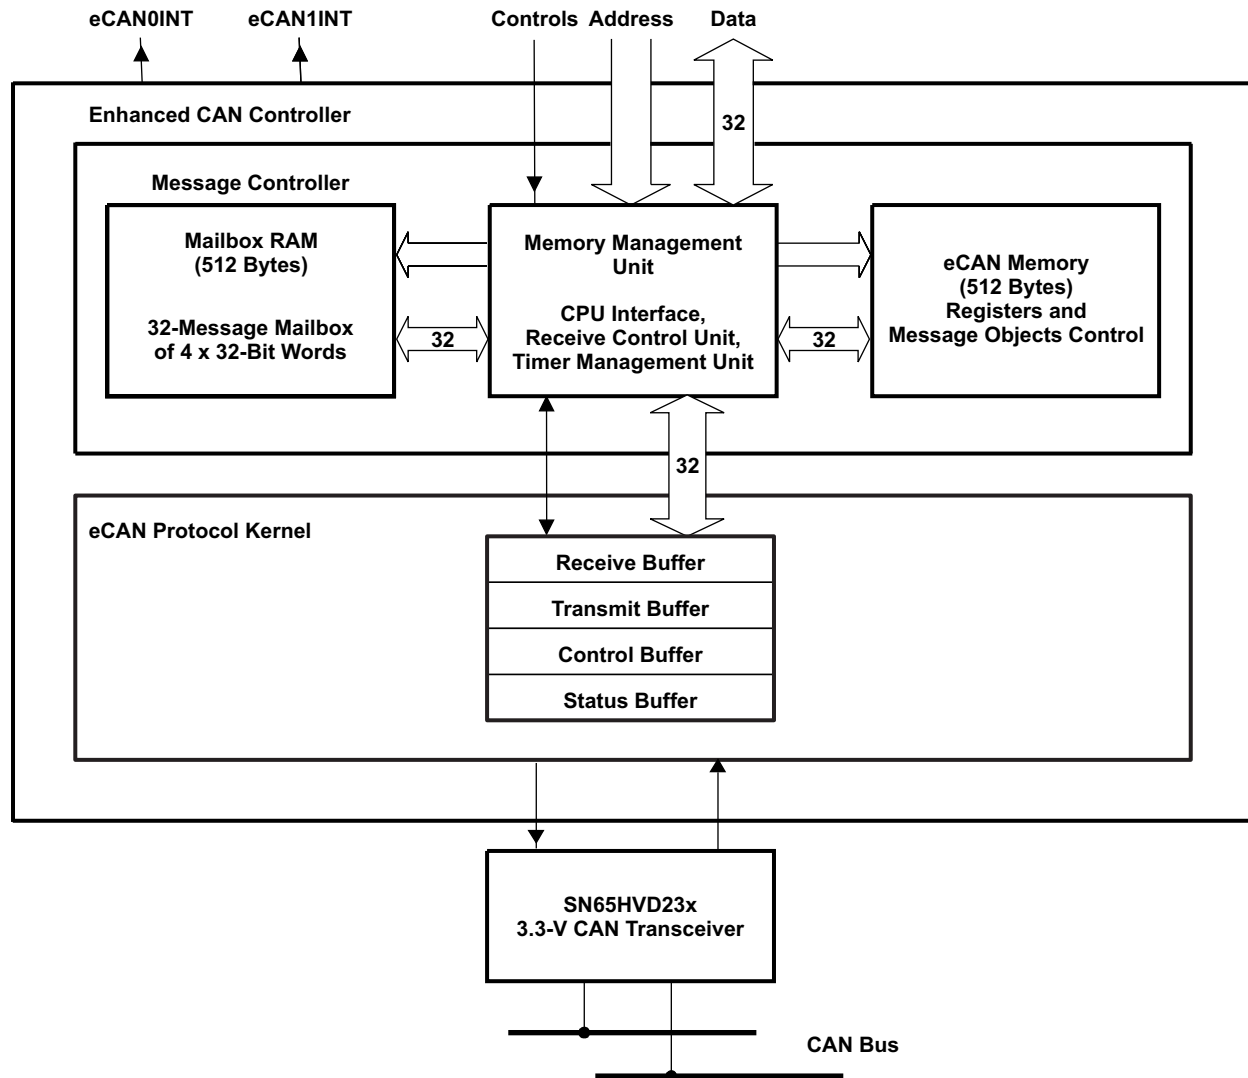 eCAN0INT
eCAN1INT
Controls
Address
Data
32
Enhanced CAN Controller
Message Controller
Mailbox RAM
(512 Bytes)
32-Message Mailbox
of 4 x 32-Bit Words
32
Memory Management
Unit
CPU Interface,
Receive Control Unit,
Timer Management Unit
32
eCAN Memory
(512 Bytes)
Registers and
Message Objects Control
32
eCAN Protocol Kernel
Receive Buffer
Transmit Buffer
Control Buffer
Status Buffer
SN65HVD23x
3.3-V CAN Transceiver
CAN Bus